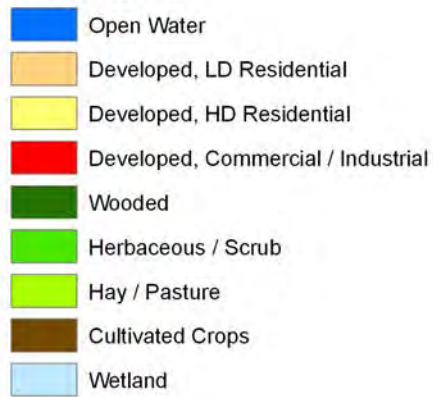 Open Water
Developed, LD Residential
Developed, HD Residential
Developed, Commercial / Industrial
Wooded
Herbaceous / Scrub
Hay / Pasture
Cultivated Crops
Wetland